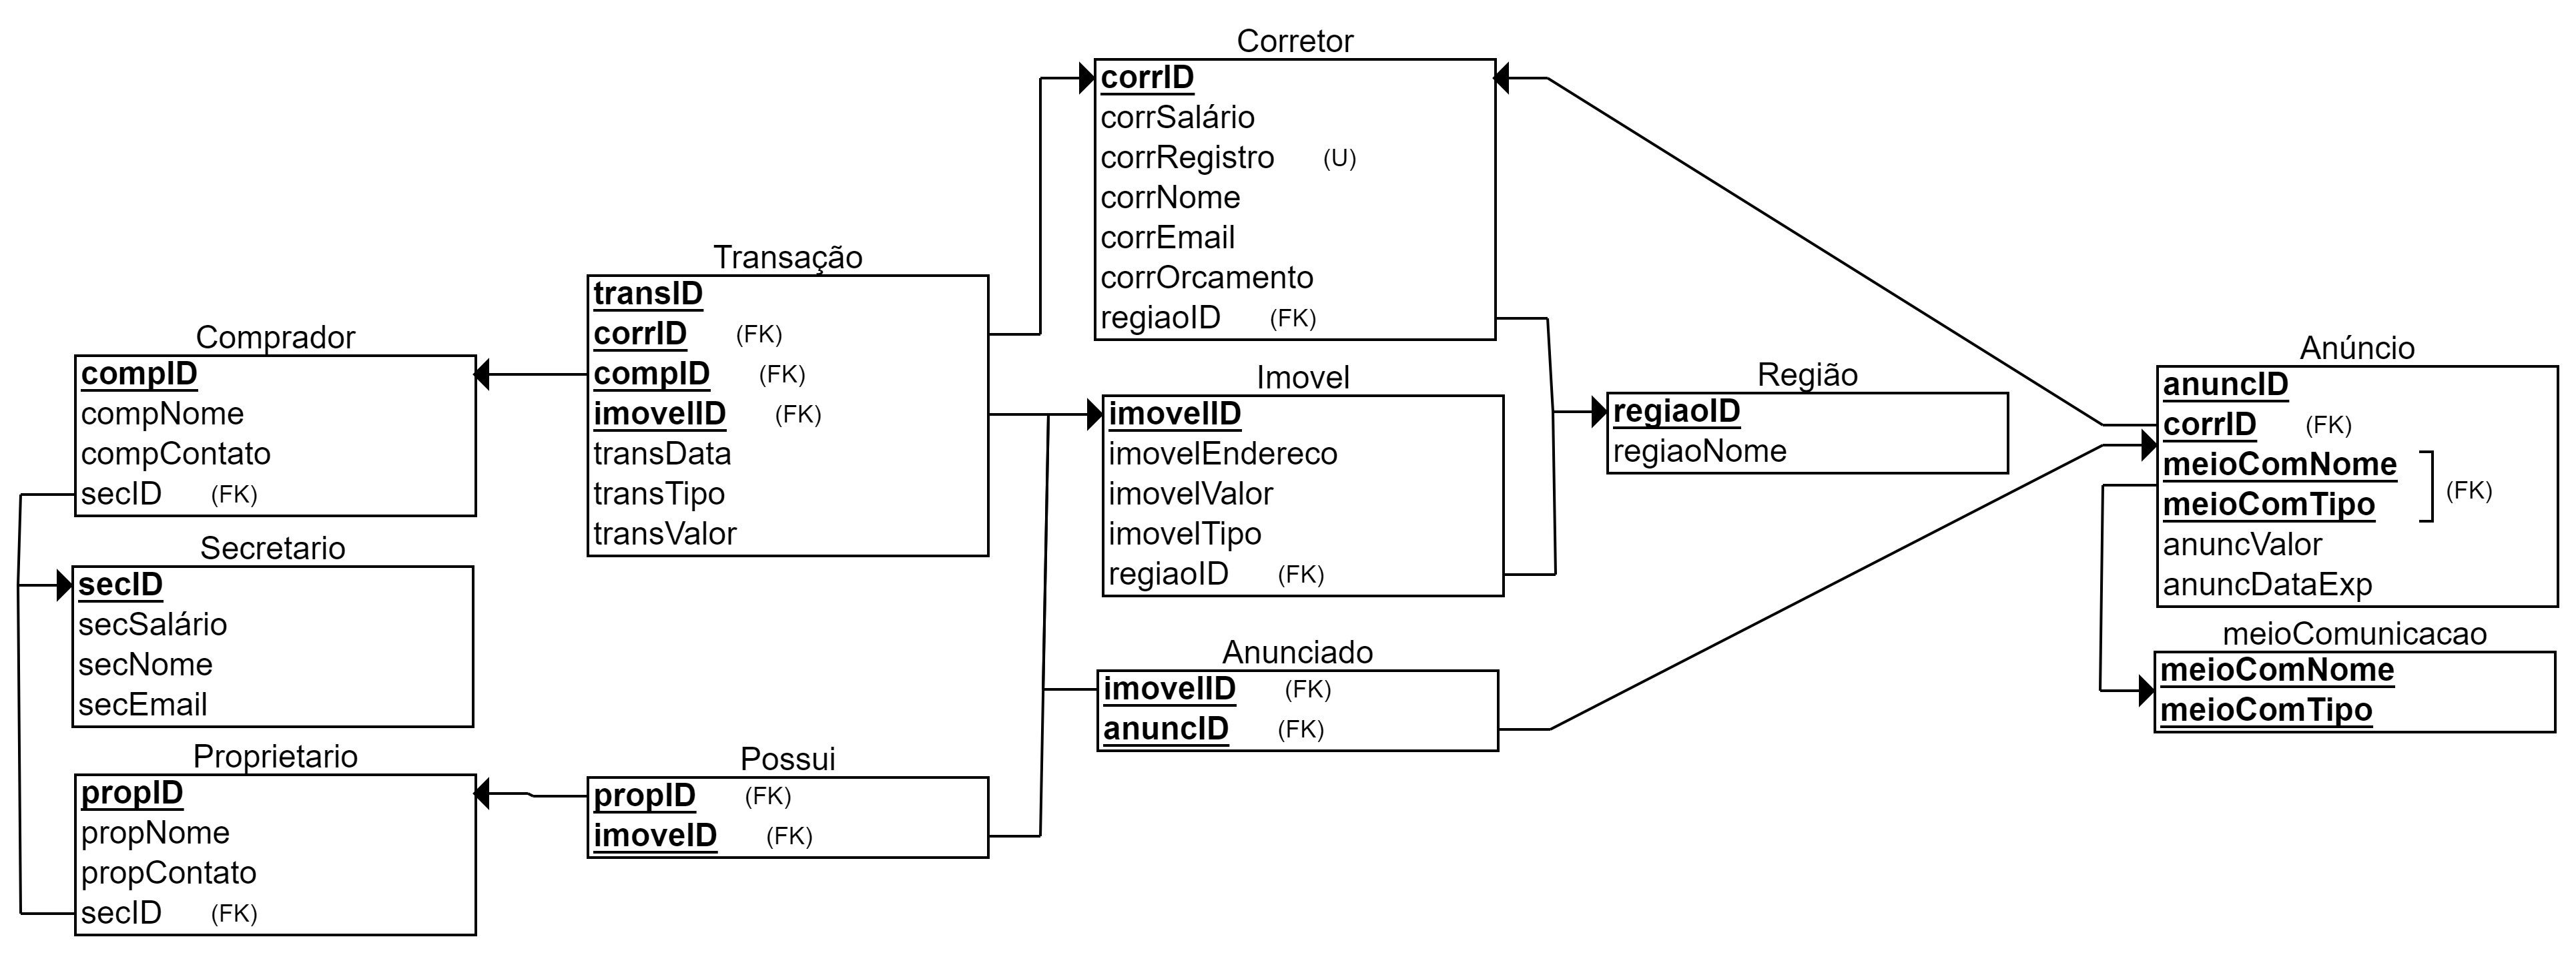 Comprador
compID
compNome
compContato
secID (FK)
Secretario
secID
secSalário
secNome
secEmail
Proprietario
propID
propNome
propContato
secID (FK)
Transação
transID
corrID (FK)
compID (FK)
imovelID (FK)
transData
transTipo
transValor
Possui
propID (FK)
imoveID (FK)
Corretor
corrID
corrSalário
corrRegistro (U)
corrNome
corrEmail
corrOrcamento
regiaoID (FK)
Imovel
imovelID
imovelEndereco
imovelValor
imovelTipo
regiaoID (FK)
Anunciado
imovelID (FK)
anuncID (FK)
Região
regiaoID
regiaoNome
Anúncio
anuncID
corrID (FK)
meioComNome
meioComTipo (FK)
anuncValor
anuncDataExp
meioComunicacao
meioComNome
meioComTipo